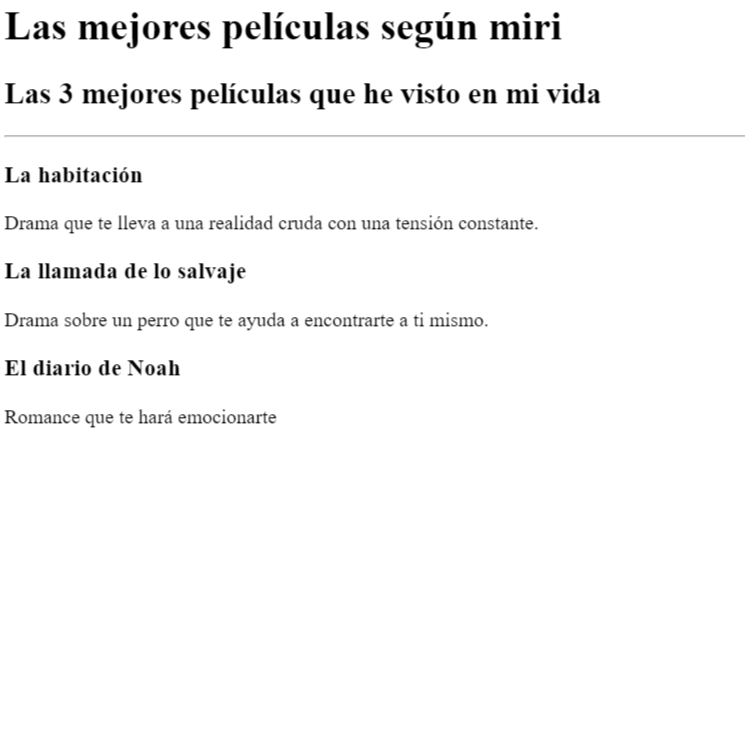 Las mejores películas según miri
Las 3 mejores películas que he visto en mi vida
La habitación
Drama que te lleva a una realidad cruda con una tensión constante.
La llamada de lo salvaje
Drama sobre un perro que te ayuda a encontrarte a ti mismo.
El diario de Noah
Romance que te hará emocionarte